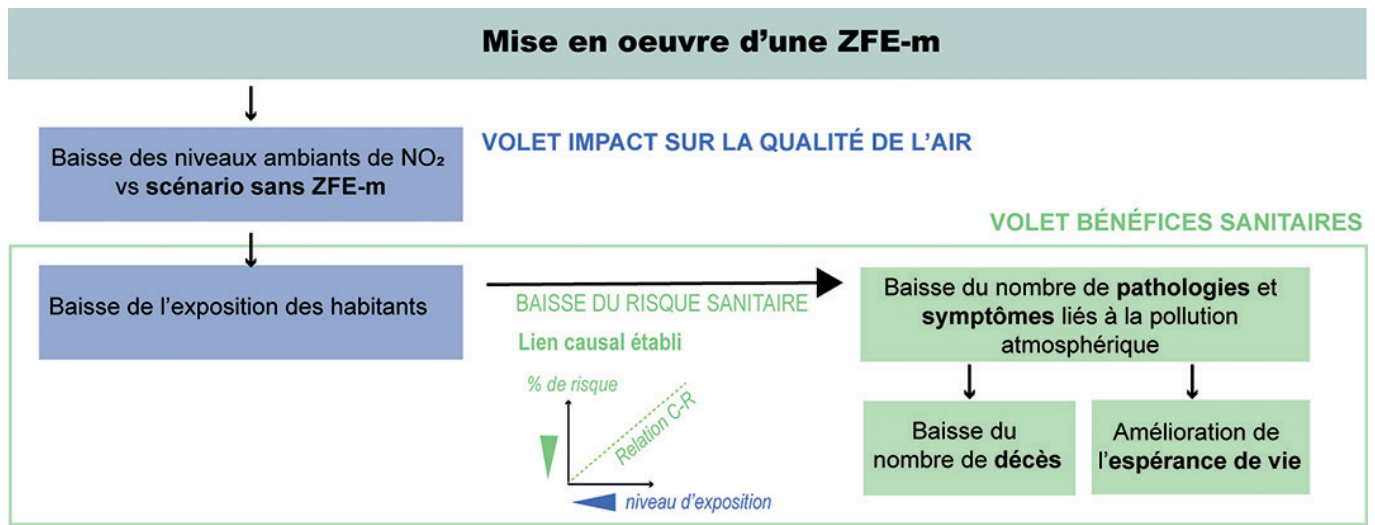 Mise en oeuvre d’une ZFE-m
Baisse des niveaux ambiants de NO₂
vs scénario sans ZFE-m
VOLET IMPACT SUR LA QUALITÉ DE L’AIR
VOLET BÉNÉFICES SANITAIRES
Baisse de l’exposition des habitants
BAISSE DU RISQUE SANITAIRE
Lien causal établi
% de risque
Relation C-R
niveau d’exposition
Baisse du nombre de pathologies et
symptômes liés à la pollution
atmosphérique
Baisse du
nombre de décès
Amélioration de
l’espérance de vie